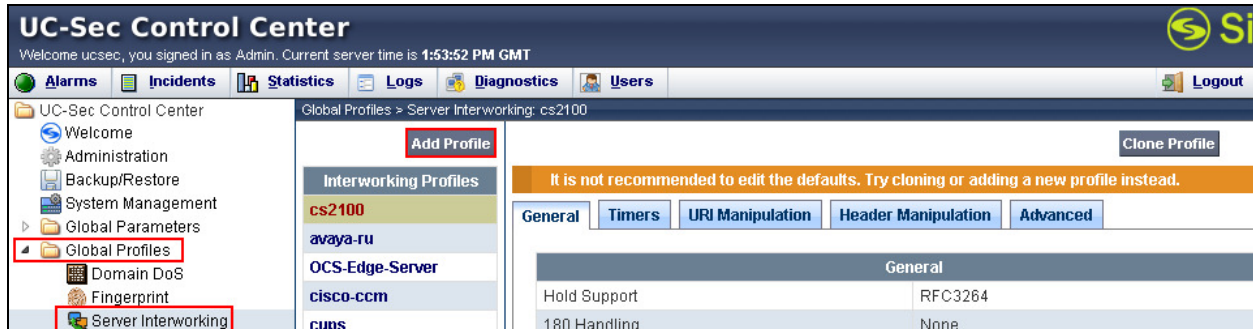 UC-Sec Control Center
Si
Welcome ucsec, you signed in as Admin. Current server time is 1:53:52 PM GMT
Alarms Incidents Statistics Logs Diagnostics Users Logout
UC-Sec Control Center
Welcome
Administration
Backup/Restore
System Management
Global Parameters
Global Profiles
Domain DoS
Fingerprint
Server Interworking
Global Profiles > Server Interworking: cs2100
Add Profile
Clone Profile
Interworking Profiles
cs2100
avaya-ru
OCS-Edge-Server
cisco-ccm
cups
It is not recommended to edit the defaults. Try cloning or adding a new profile instead.
General Timers URI Manipulation Header Manipulation Advanced
General
Hold Support RFC3264
180 Handling None